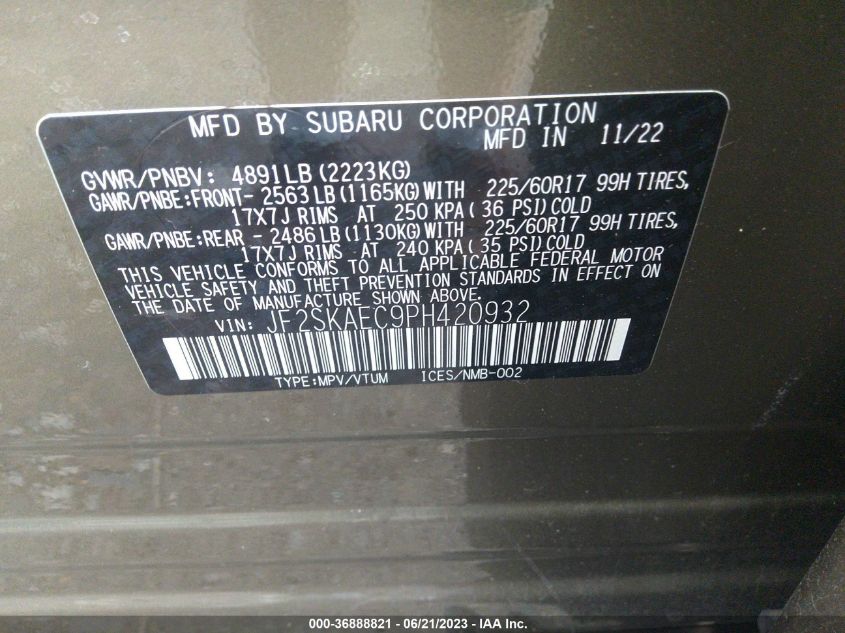 MFD BY SUBARU CORPORATION
MFD IN 11/22
GVWR/PNBV: 4891LB (2223KG)
GAWR/PNBE:FRONT- 2563LB (1165KG) WITH 225/60R17 99H TIRES,
17X7J RIMS AT 250 KPA (36 PSI) COLD
GAWR/PNBE:REAR - 2486LB (1130KG) WITH 225/60R17 99H TIRES,
17X7J RIMS AT 240 KPA (35 PSI) COLD
THIS VEHICLE CONFORMS TO ALL APPLICABLE FEDERAL MOTOR
VEHICLE SAFETY AND THEFT PREVENTION STANDARDS IN EFFECT ON
THE DATE OF MANUFACTURE SHOWN ABOVE.
VIN: JF2SKAEC9PH420932
TYPE:MPV/VTUM ICES/NMB-002
000-36888821 / 06/21/2023 - IAA Inc.